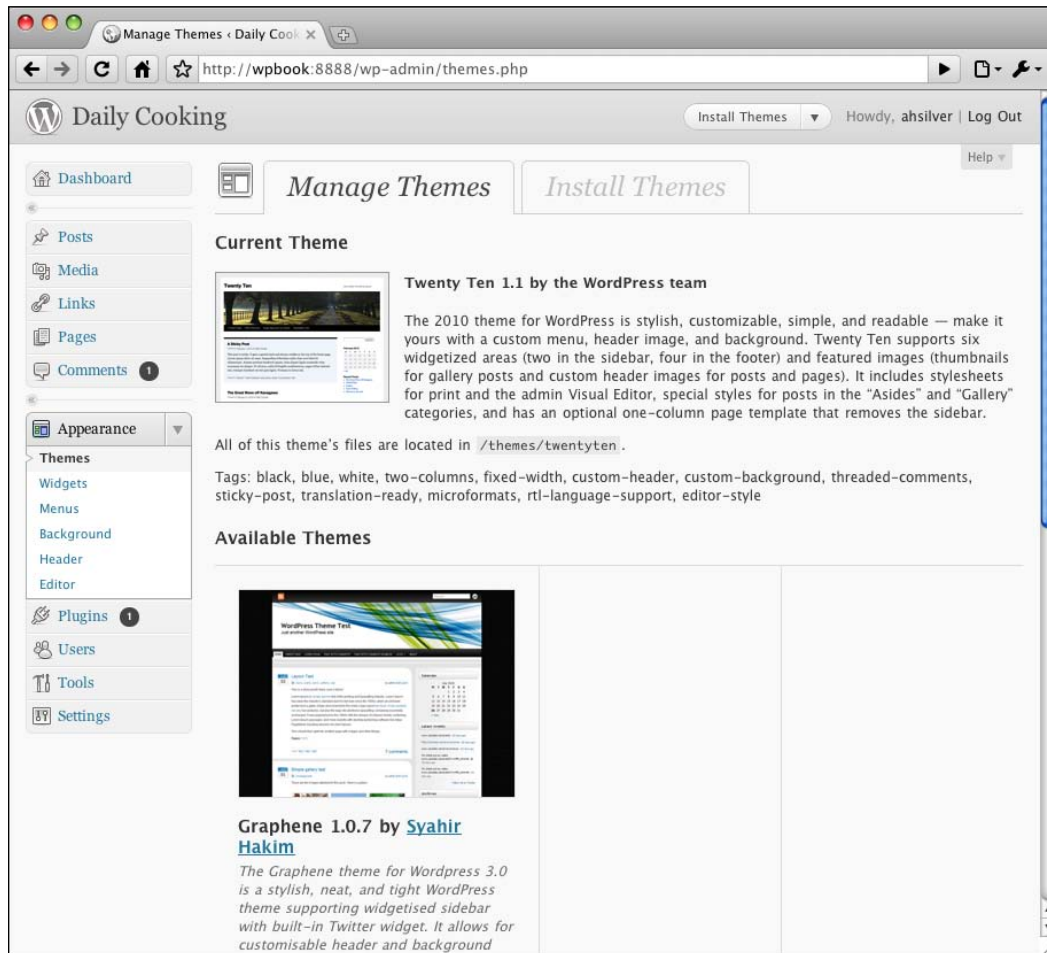 Manage Themes ‹ Daily Cook
http://wpbook:8888/wp-admin/themes.php
Daily Cooking
Install Themes
Howdy, ahsilver | Log Out
Help
Dashboard
Posts
Media
Links
Pages
Comments 1
Appearance
Themes
Widgets
Menus
Background
Header
Editor
Plugins 1
Users
Tools
Settings
Manage Themes
Install Themes
Current Theme
Twenty Ten
Twenty Ten 1.1 by the WordPress team
The 2010 theme for WordPress is stylish, customizable, simple, and readable — make it
yours with a custom menu, header image, and background. Twenty Ten supports six
widgetized areas (two in the sidebar, four in the footer) and featured images (thumbnails
for gallery posts and custom header images for posts and pages). It includes stylesheets
for print and the admin Visual Editor, special styles for posts in the “Asides” and “Gallery”
categories, and has an optional one-column page template that removes the sidebar.
All of this theme’s files are located in /themes/twentyten .
Tags: black, blue, white, two-columns, fixed-width, custom-header, custom-background, threaded-comments,
sticky-post, translation-ready, microformats, rtl-language-support, editor-style
Available Themes
WordPress Theme Test
Just another WordPress site
Layout Test
Graphene 1.0.7 by Syahir
Hakim
The Graphene theme for Wordpress 3.0
is a stylish, neat, and tight WordPress
theme supporting widgetised sidebar
with built-in Twitter widget. It allows for
customisable header and background